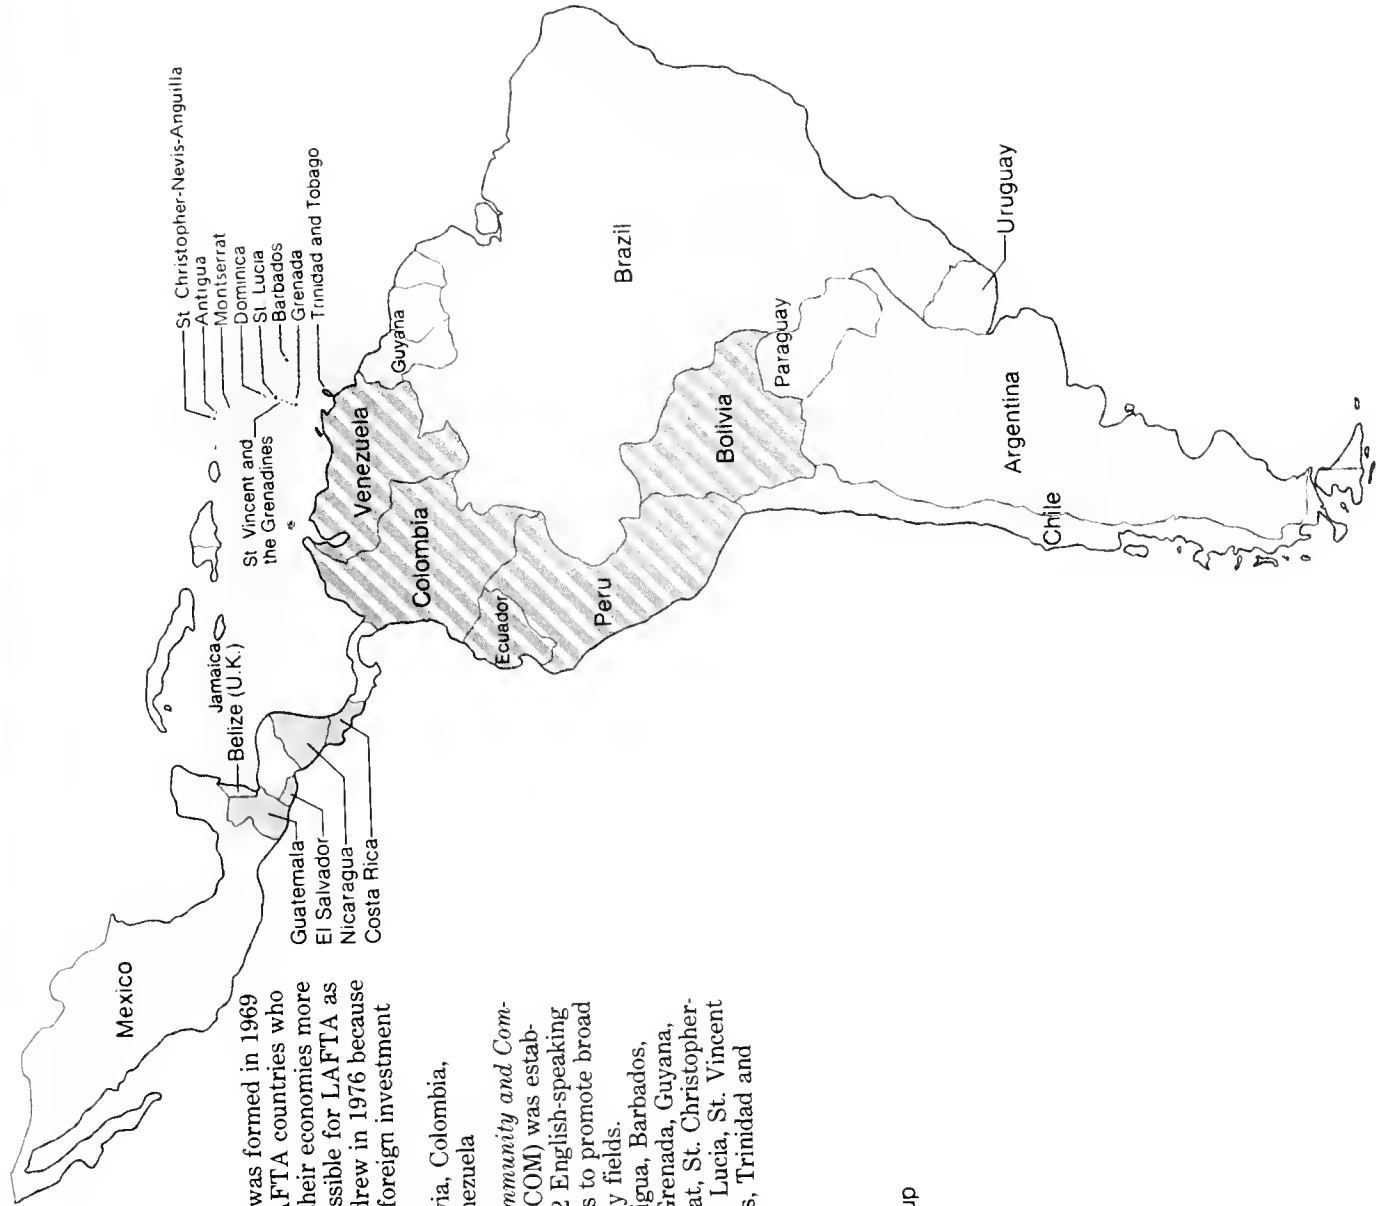 was formed in 1969
AFTA countries who
heir economies more
ssible for LAFTA as
drew in 1976 because
foreign investment
via, Colombia,
nezuela
mmunity and Com-
COM) was estab-
2 English-speaking
s to promote broad
y fields.
igua, Barbados,
Grenada, Guyana,
at, St. Christopher-
Lucia, St. Vincent
s, Trinidad and
up
Mexico
Guatemala
El Salvador
Nicaragua
Costa Rica
Jamaica
Belize (U.K.)
St Christopher-Nevis-Anguilla
Antigua
Montserrat
Dominica
St. Lucia
Barbados
Grenada
Trinidad and Tobago
St Vincent and
the Grenadines
Venezuela
Guyana
Colombia
Ecuador
Peru
Brazil
Bolivia
Paraguay
Chile
Argentina
Uruguay